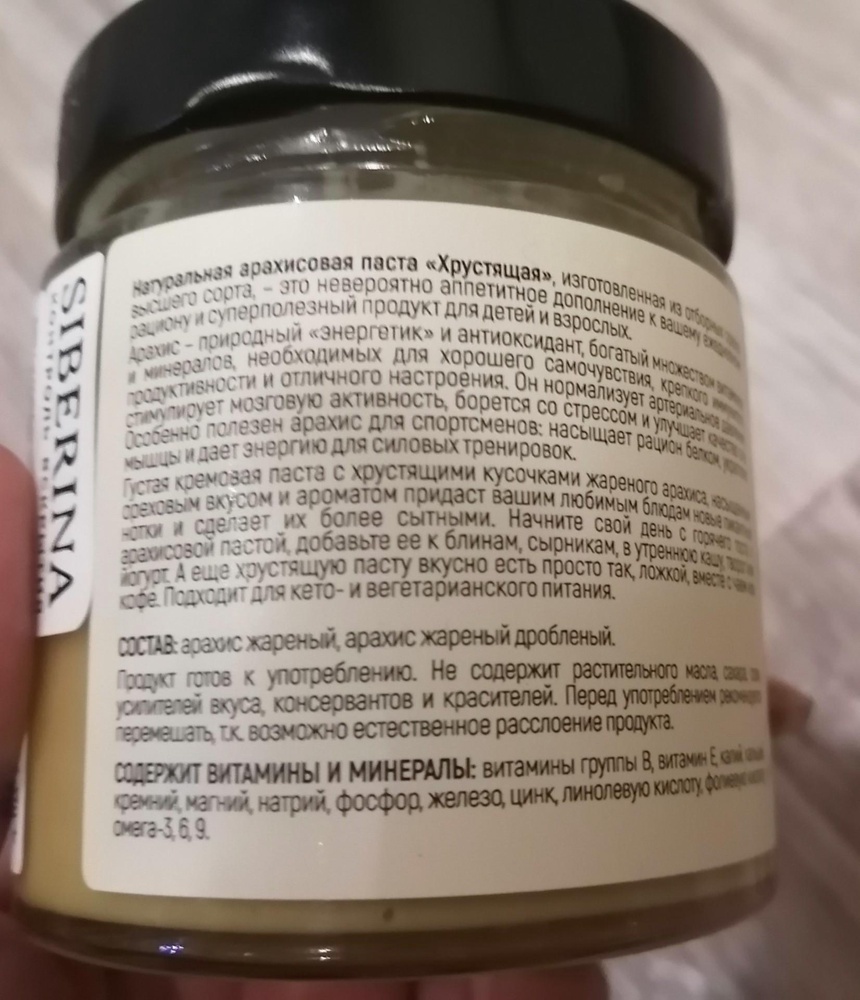 Натуральная арахисовая паста «Хрустящая», изготовленная из отборных
высшего сорта, – это невероятно аппетитное дополнение к вашему
рациону и суперполезный продукт для детей и взрослых.
Арахис – природный «энергетик» и антиоксидант, богатый множеством
и минералов, необходимых для хорошего самочувствия, крепкого
продуктивности и отличного настроения. Он нормализует артериальное
стимулирует мозговую активность, борется со стрессом и улучшает качество
Особенно полезен арахис для спортсменов: насыщает рацион белком,
мышцы и дает энергию для силовых тренировок.
Густая кремовая паста с хрустящими кусочками жареного арахиса,
ореховым вкусом и ароматом придаст вашим любимым блюдам новые
нотки и сделает их более сытными. Начните свой день с горячего
арахисовой пастой, добавьте ее к блинам, сырникам, в утреннюю кашу,
йогурт. А еще хрустящую пасту вкусно есть просто так, ложкой, вместе с
кофе. Подходит для кето- и вегетарианского питания.
СОСТАВ: арахис жареный, арахис жареный дробленый.
Продукт готов к употреблению. Не содержит растительного масла, сахара,
усилителей вкуса, консервантов и красителей. Перед употреблением
перемешать, т.к. возможно естественное расслоение продукта.
СОДЕРЖИТ ВИТАМИНЫ И МИНЕРАЛЫ: витамины группы В, витамин Е, калий,
кремний, магний, натрий, фосфор, железо, цинк, линолевую кислоту, фолиевую
омега-3, 6, 9.
SIBERINA